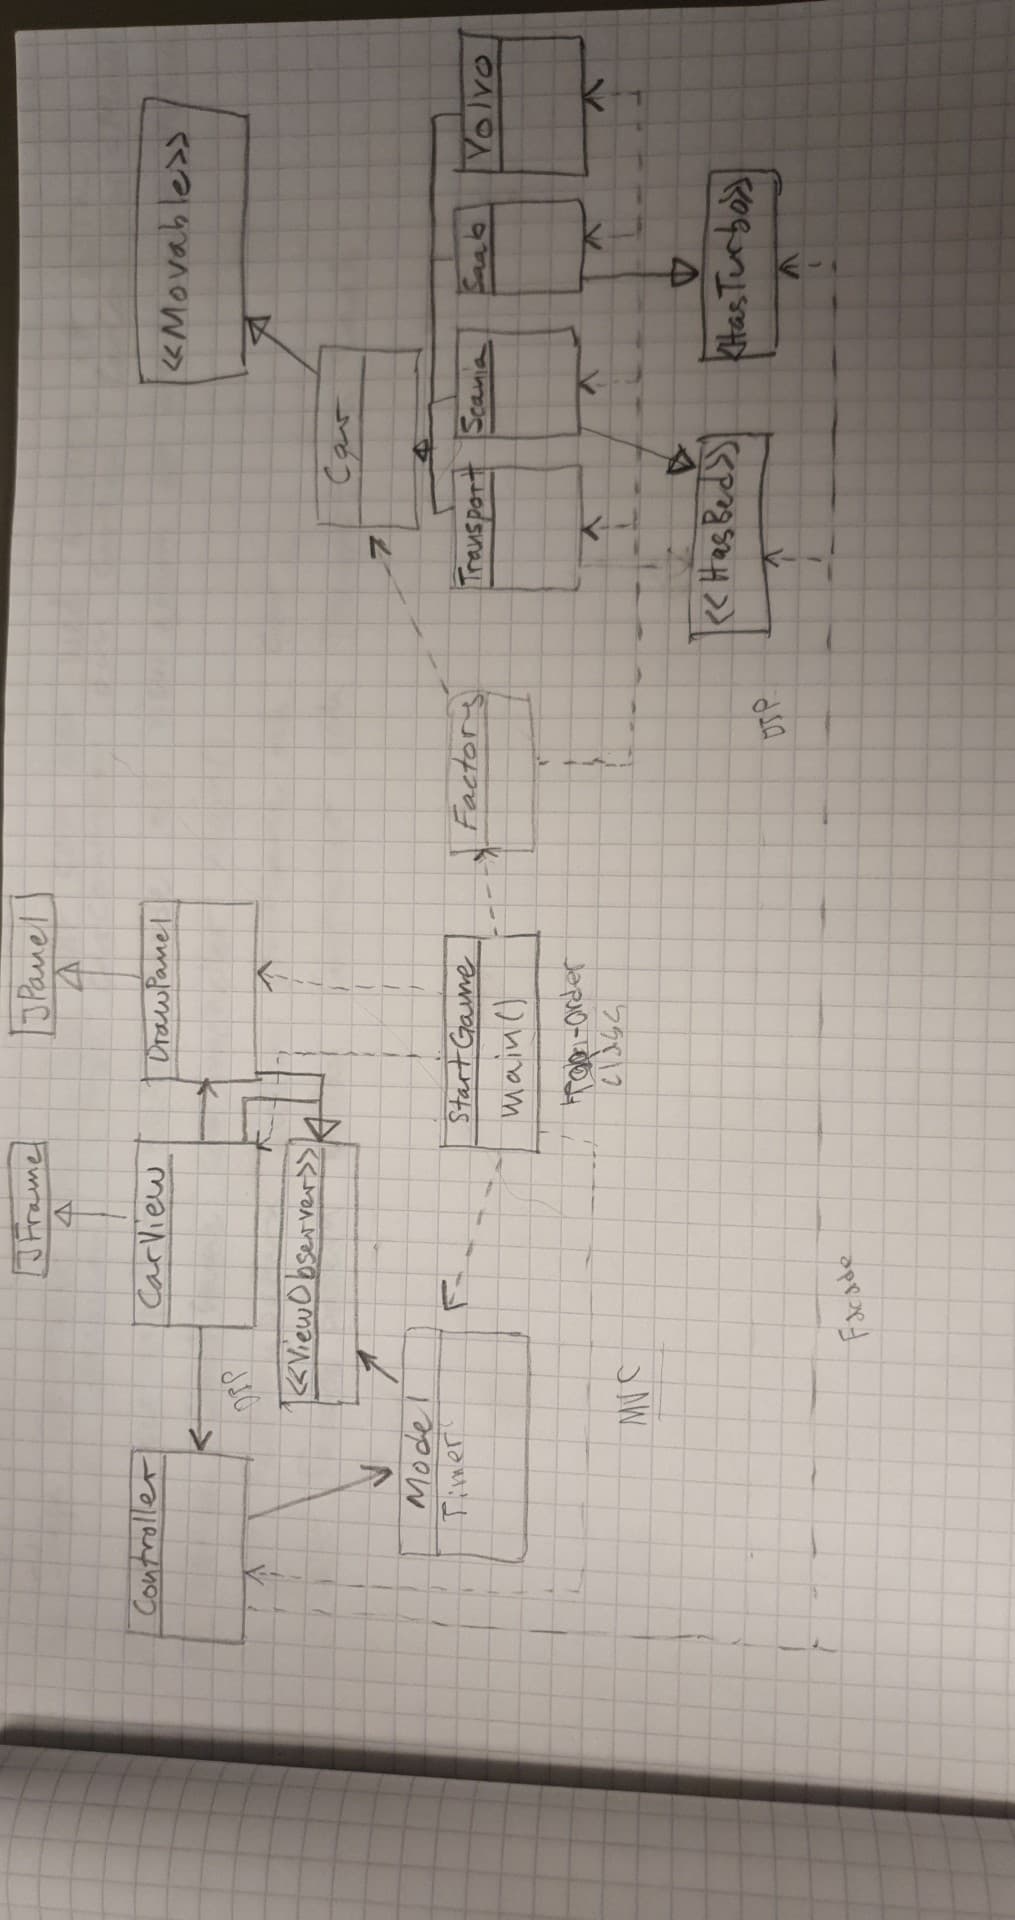 JFrame
JPanel
Controller
CarView
DrawPanel
<<Movable>>
DIP
<<ViewObserver>>
Car
Model
Timer
StartGame
main()
Factory
Transport
Scania
Saab
Volvo
-order
class
MVC
<<HasBed>>
<HasTurbo>>
DIP
Facade